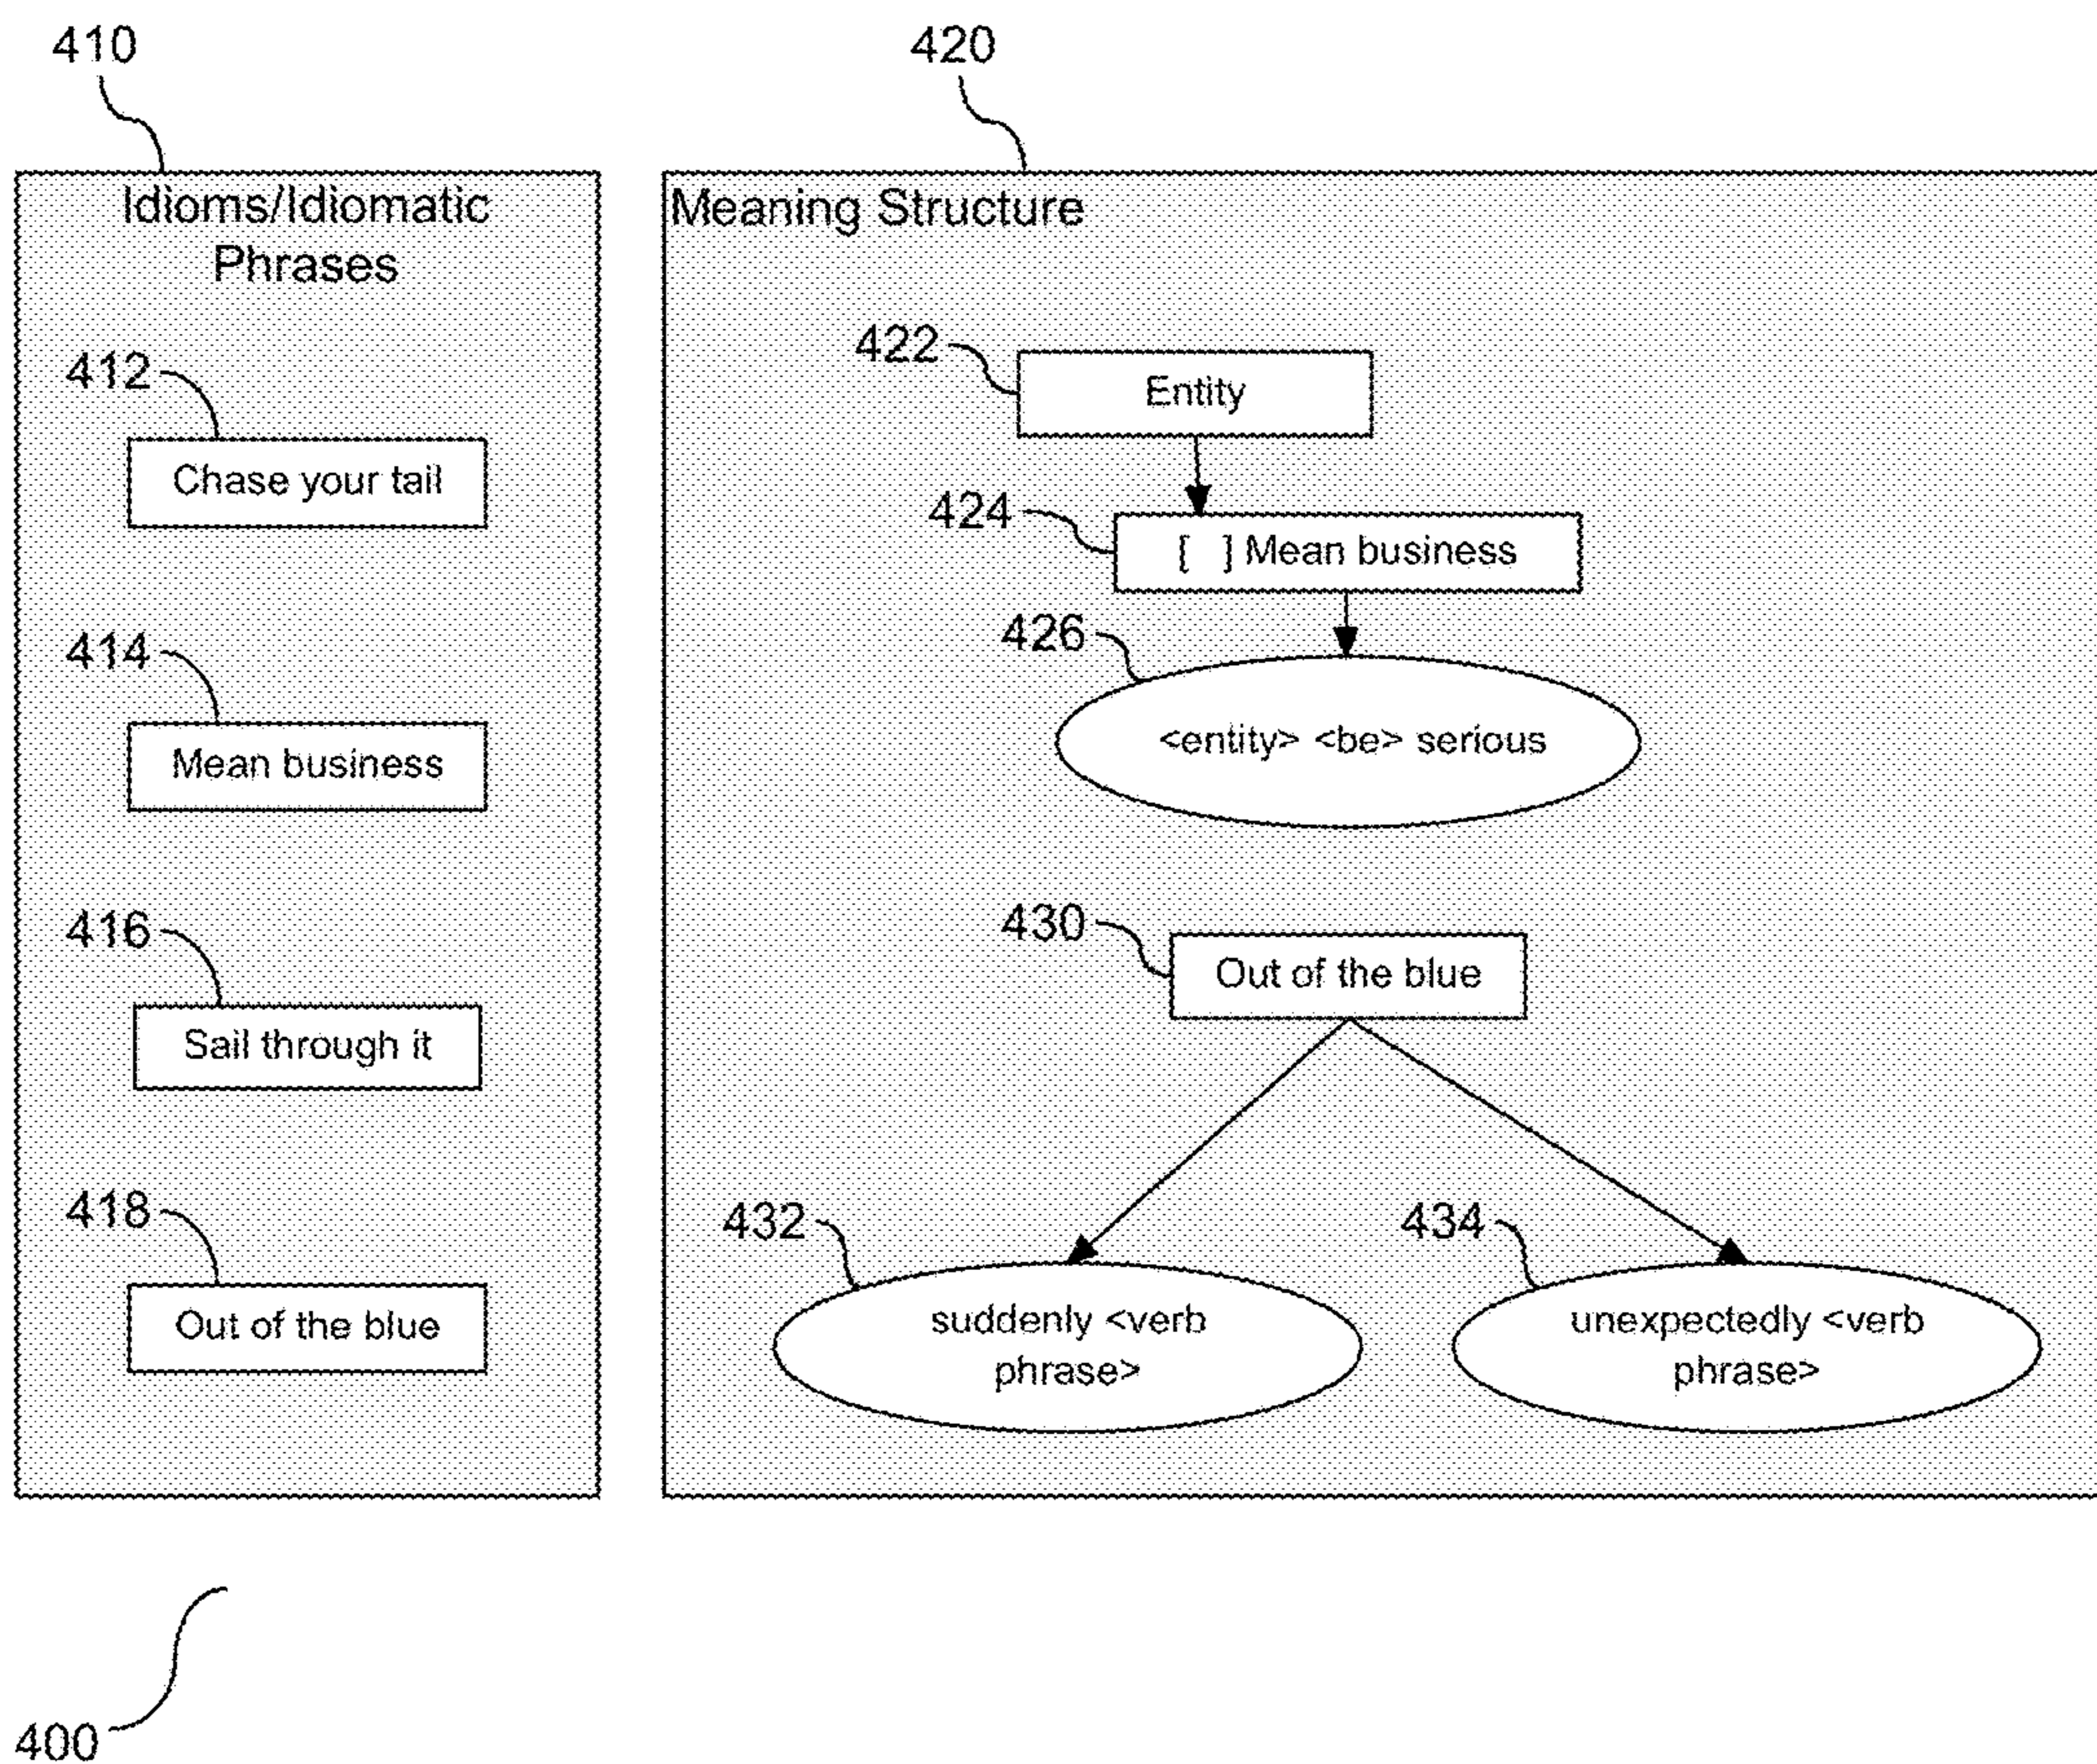 410
420
Idioms/Idiomatic
Phrases
412
Chase your tail
414
Mean business
416
Sail through it
418
Out of the blue
Meaning Structure
422
Entity
424
[ ] Mean business
426
<entity> <be> serious
430
Out of the blue
432
suddenly <verb
phrase>
434
unexpectedly <verb
phrase>
400